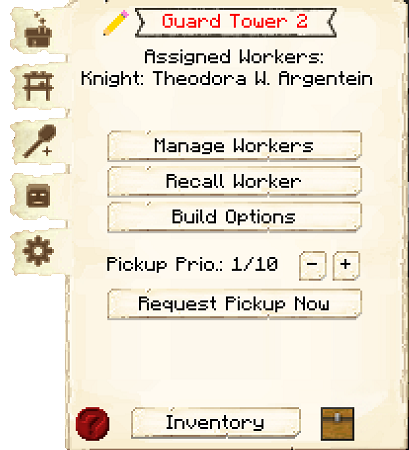 Guard Tower 2
Assigned Workers:
Knight: Theodora W. Argentein
Manage Workers
Recall Worker
Build Options
Pickup Prio.: 1/10 - +
Request Pickup Now
? Inventory